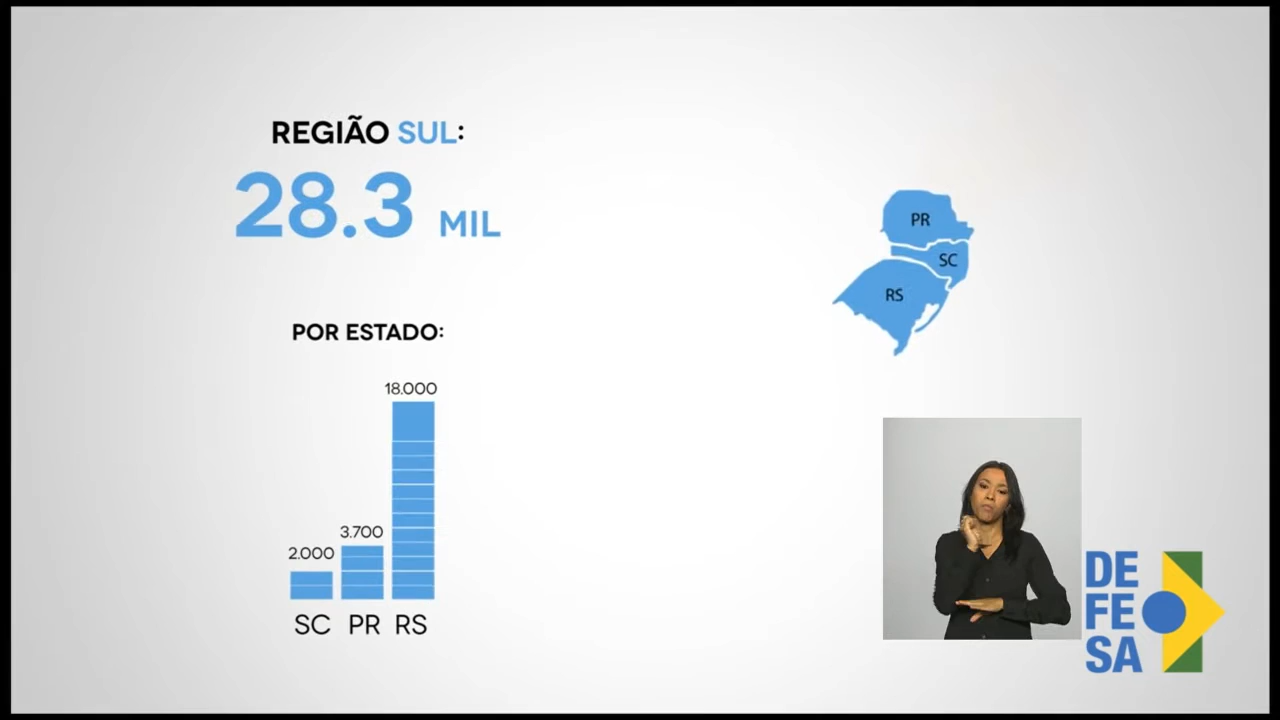 REGIÃO SUL:
28.3 MIL
POR ESTADO:
18.000
3.700
2.000
SC PR RS
PR
SC
RS
DE
FE
SA